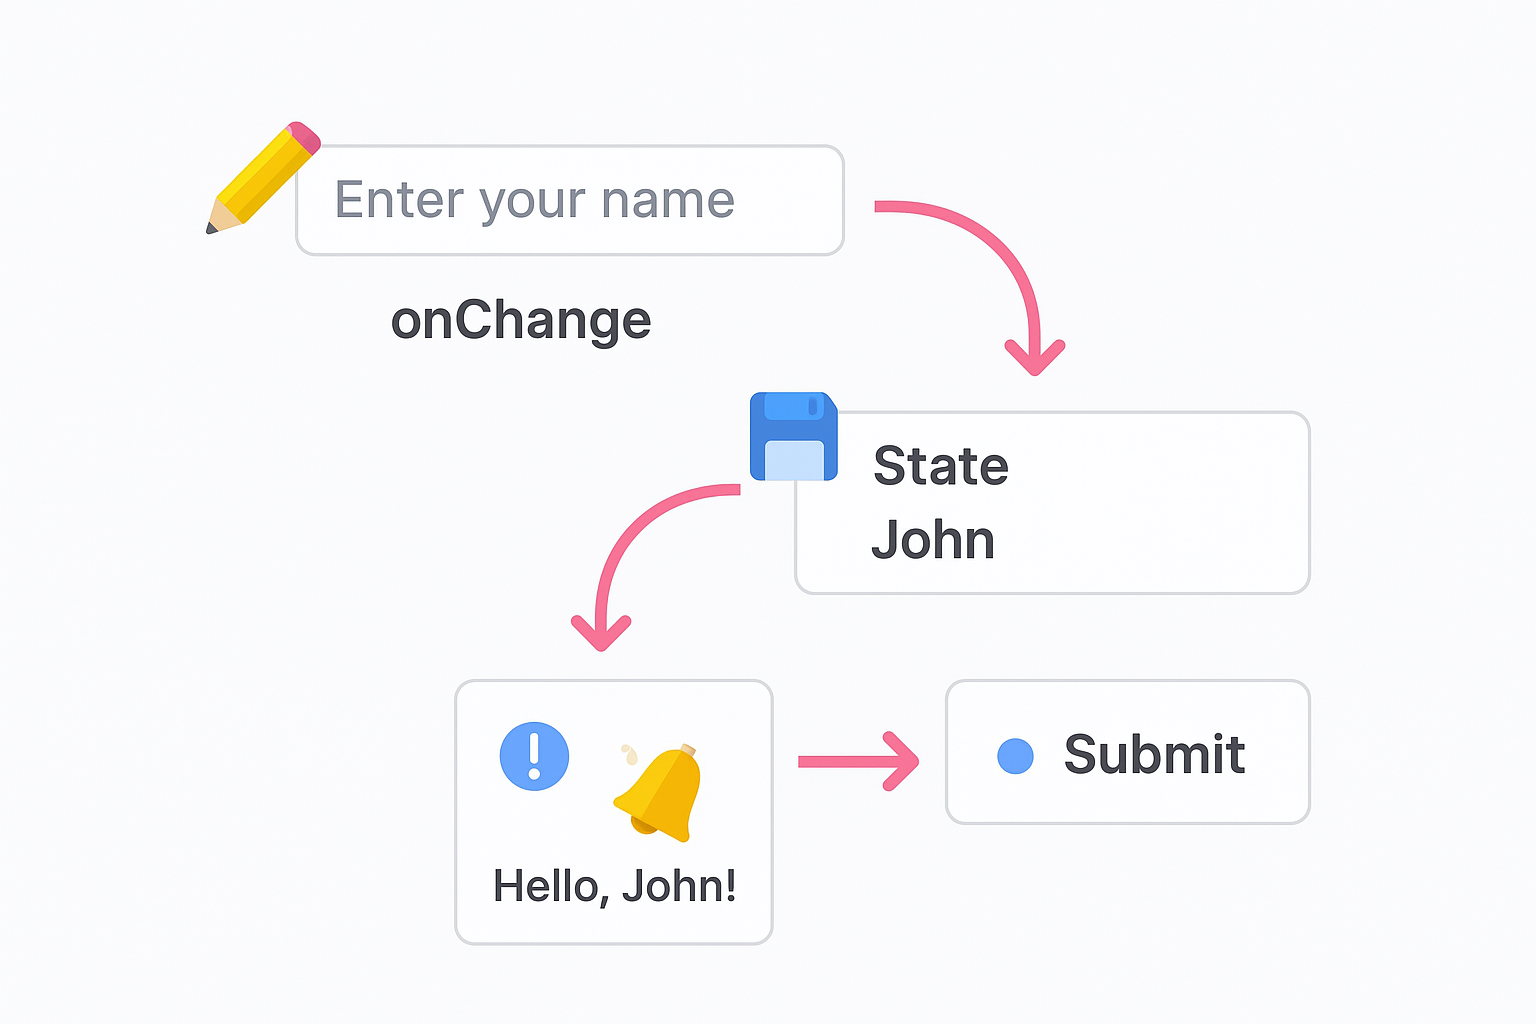 Enter your name
onChange
State
John
Hello, John!
Submit